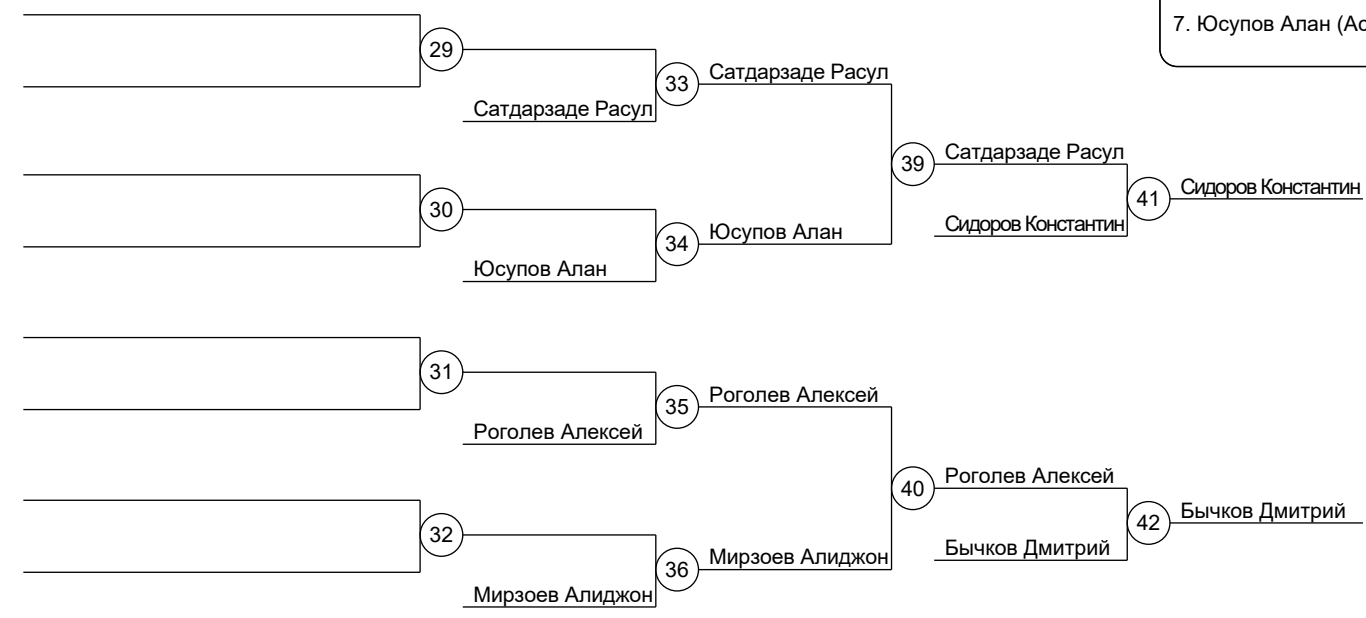 7. Юсупов Алан (Ас
29
33
Сатдарзаде Расул
Сатдарзаде Расул
39
Сатдарзаде Расул
41
Сидоров Константин
30
34
Юсупов Алан
Сидоров Константин
Юсупов Алан
31
35
Роголев Алексей
Роголев Алексей
40
Роголев Алексей
42
Бычков Дмитрий
32
36
Мирзоев Алиджон
Бычков Дмитрий
Мирзоев Алиджон